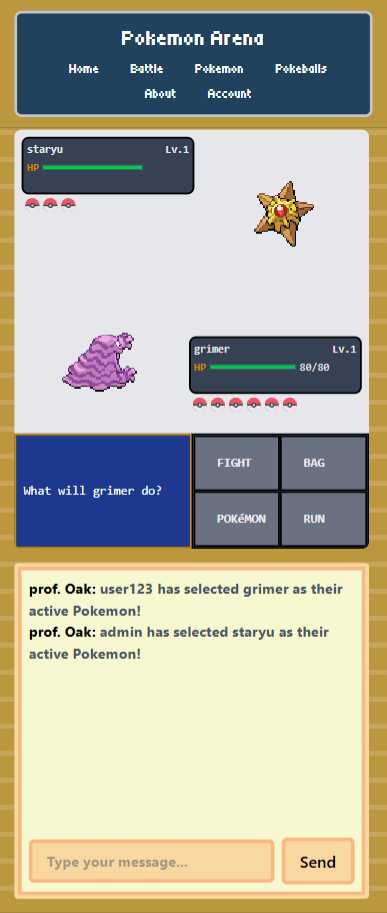 Pokemon Arena
Home Battle Pokemon Pokeballs
About Account
staryu Lv.1
HP
grimer Lv.1
HP 80/80
What will grimer do?
FIGHT BAG
POKéMON RUN
prof. Oak: user123 has selected grimer as their
active Pokemon!
prof. Oak: admin has selected staryu as their
active Pokemon!
Type your message...
Send